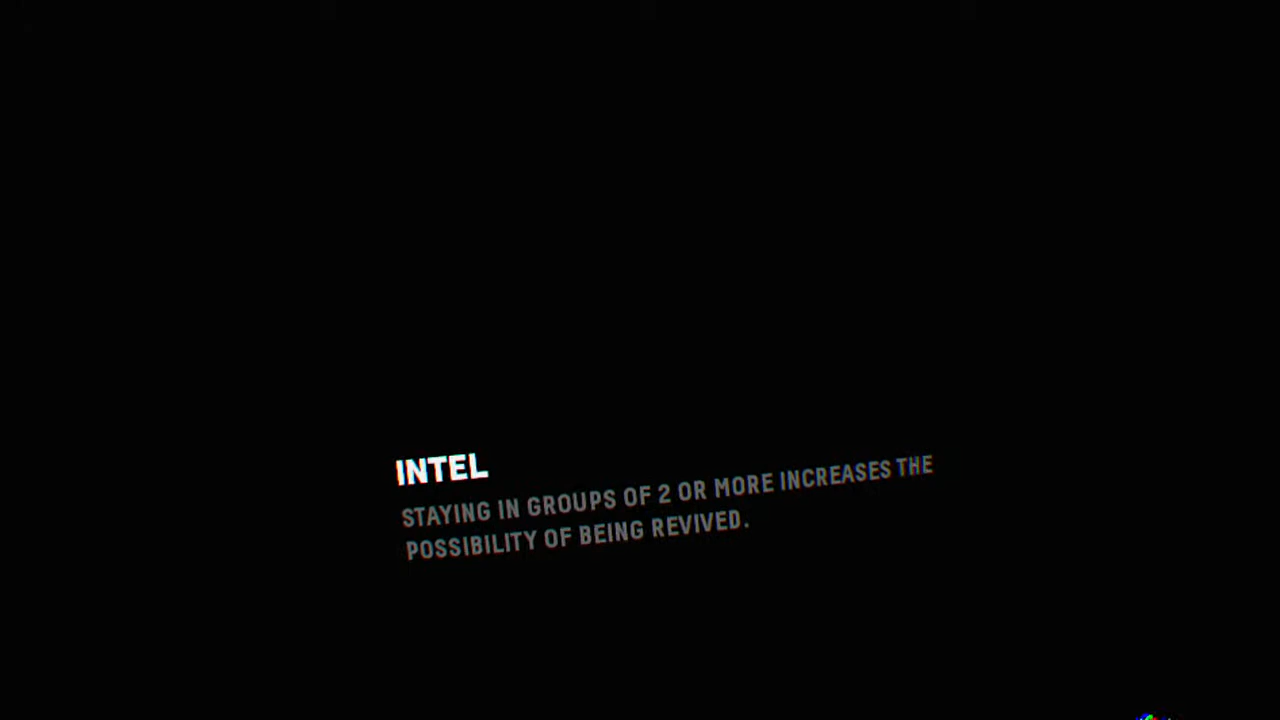 INTEL
STAYING IN GROUPS OF 2 OR MORE INCREASES THE
POSSIBILITY OF BEING REVIVED.